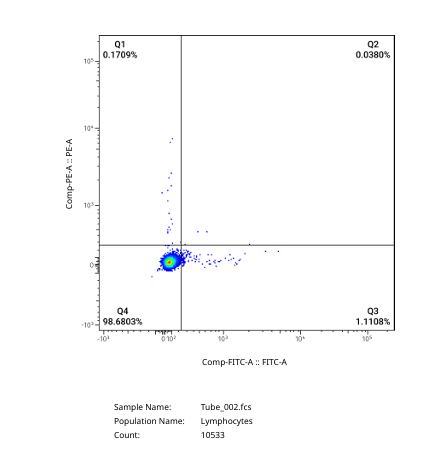 Q1
0.1709%
Q2
0.0380%
10⁵
10⁴
10³
0
-10³
Comp-PE-A :: PE-A
Q4
98.6803%
Q3
1.1108%
-10³ 0 10² 10³ 10⁴ 10⁵
Comp-FITC-A :: FITC-A
Sample Name: Tube_002.fcs
Population Name: Lymphocytes
Count: 10533